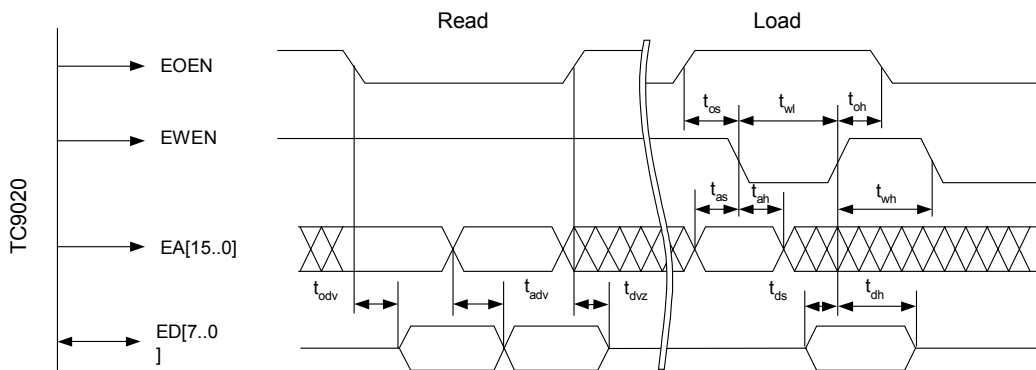 Read
Load
EOEN
t_os
t_wl
t_oh
EWEN
t_as
t_ah
t_wh
TC9020
EA[15..0]
t_odv
t_adv
t_dvz
t_ds
t_dh
ED[7..0
]